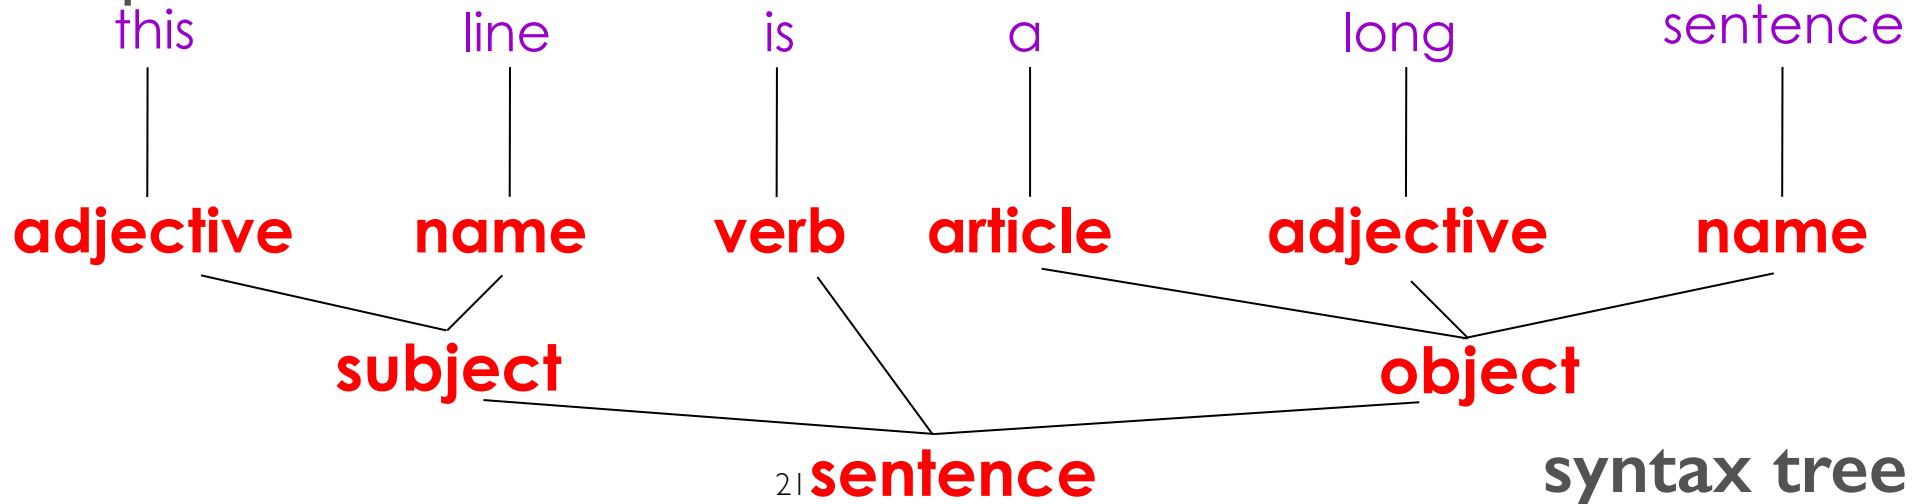 this line is a long sentence
adjective name verb article adjective name
subject object
21 sentence
syntax tree